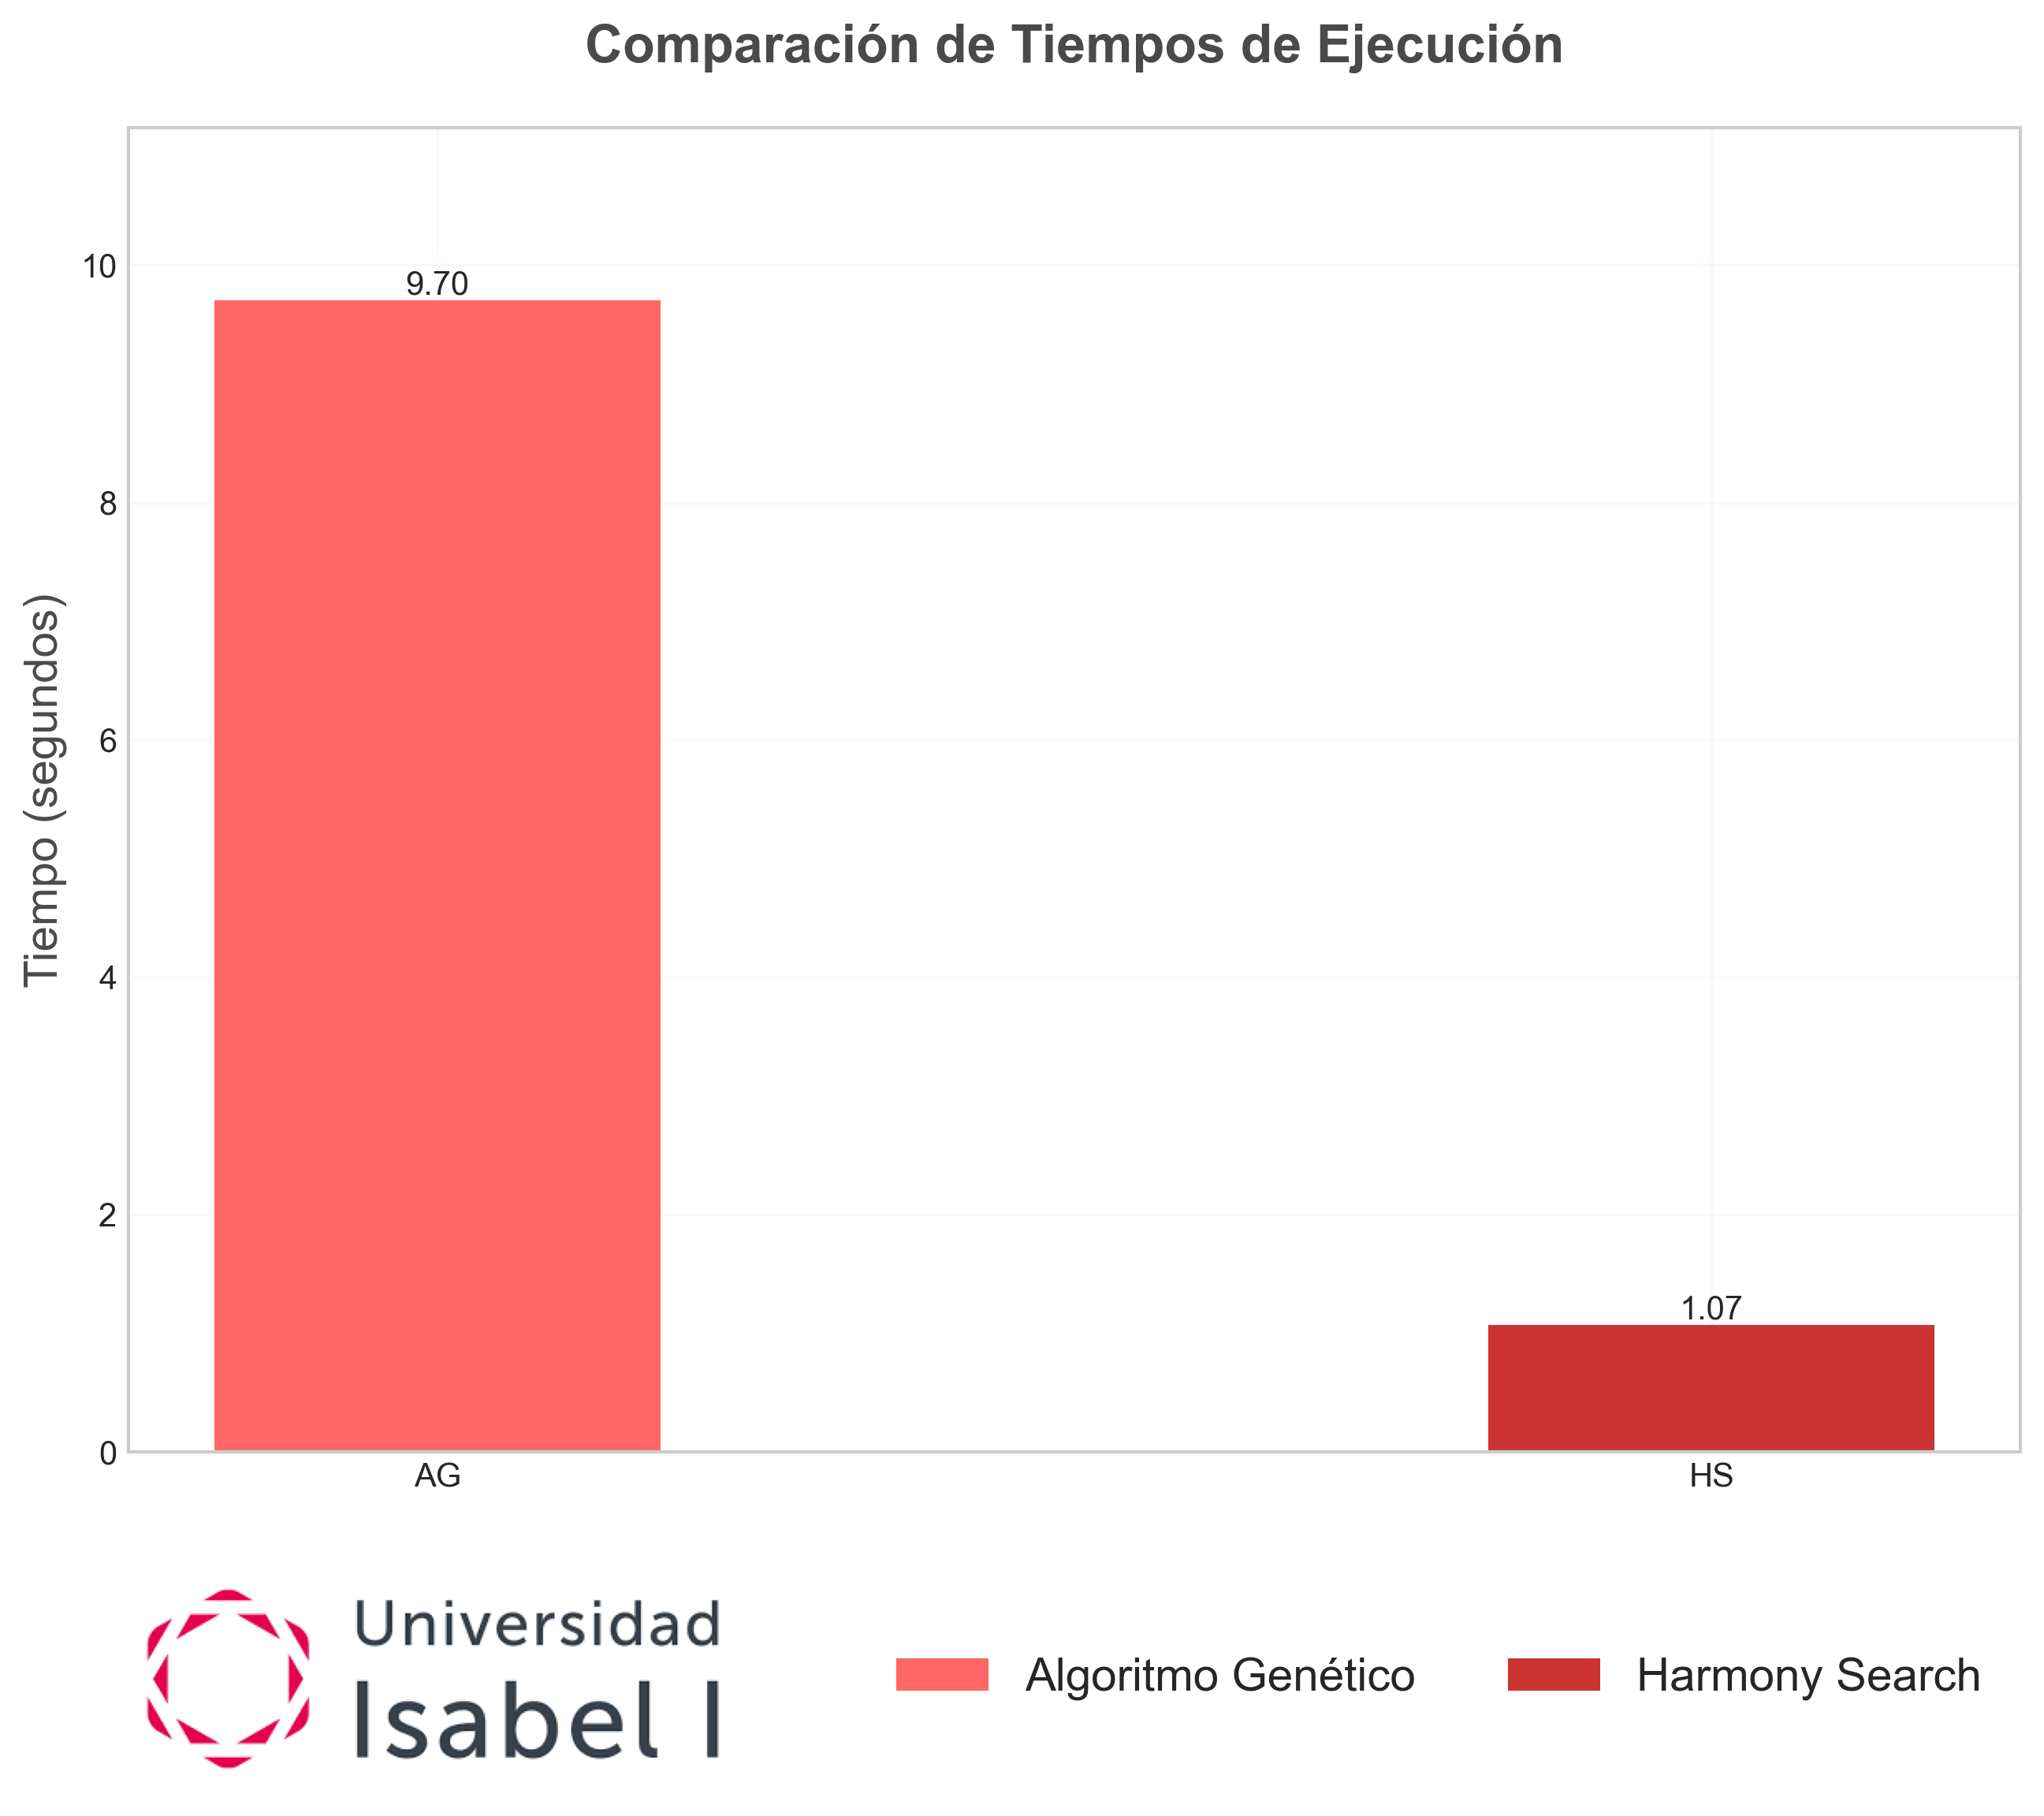 Comparación de Tiempos de Ejecución
Tiempo (segundos)
10
8
6
4
2
0
9.70
1.07
AG
HS
Universidad
Isabel I
Algoritmo Genético
Harmony Search